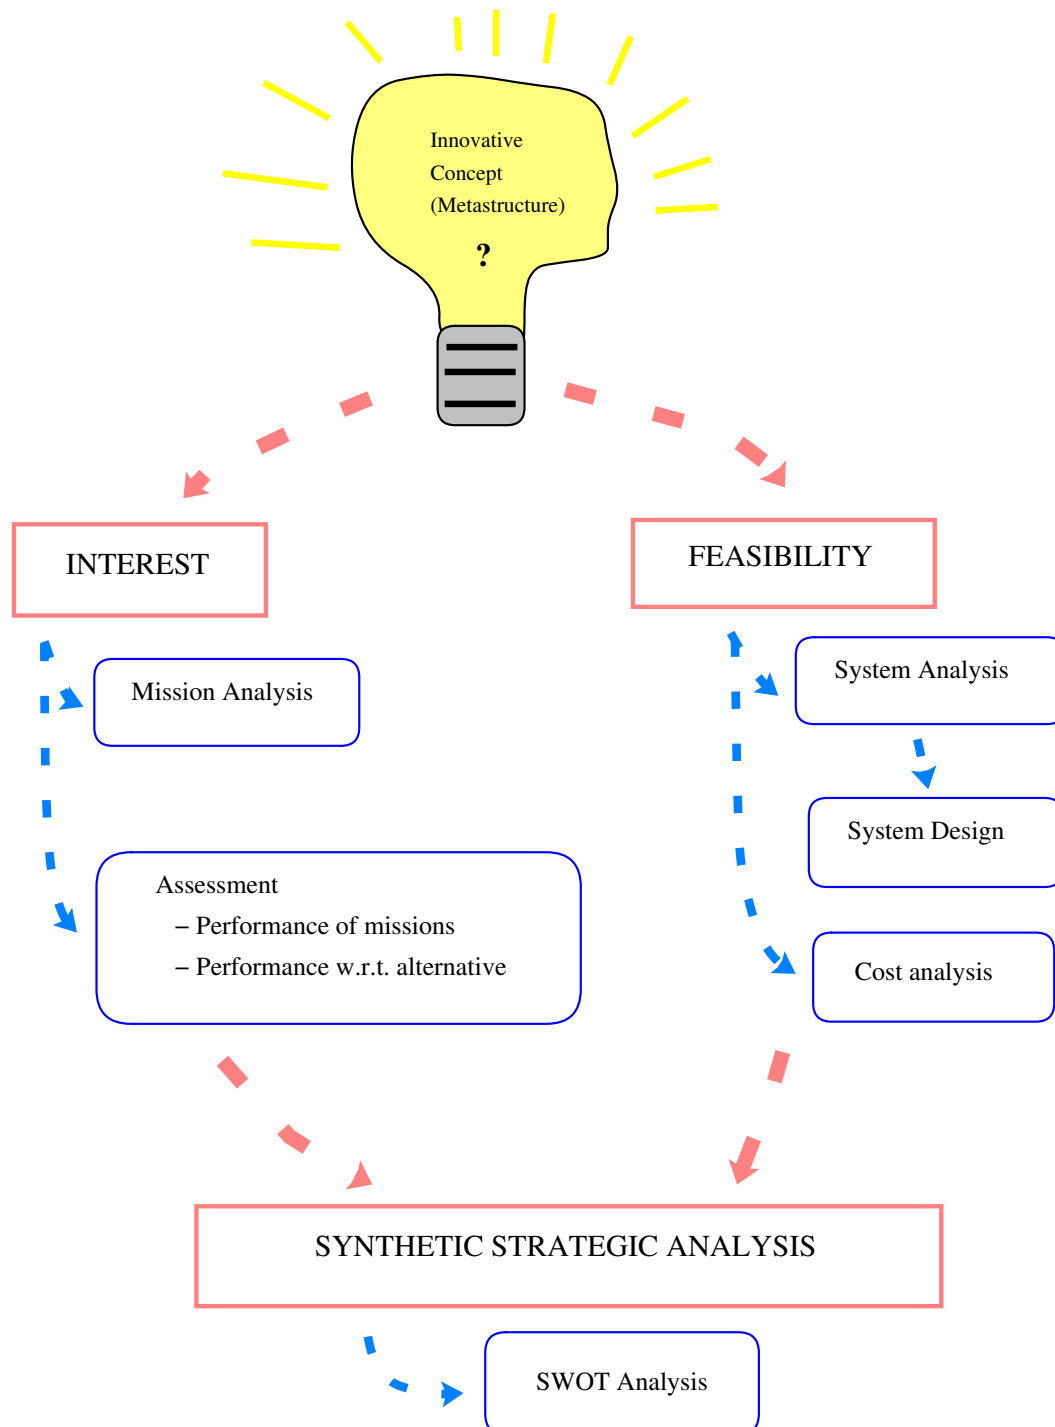 Innovative
Concept
(Metastructure)
?
INTEREST
FEASIBILITY
Mission Analysis
System Analysis
System Design
Assessment
– Performance of missions
– Performance w.r.t. alternative
Cost analysis
SYNTHETIC STRATEGIC ANALYSIS
SWOT Analysis